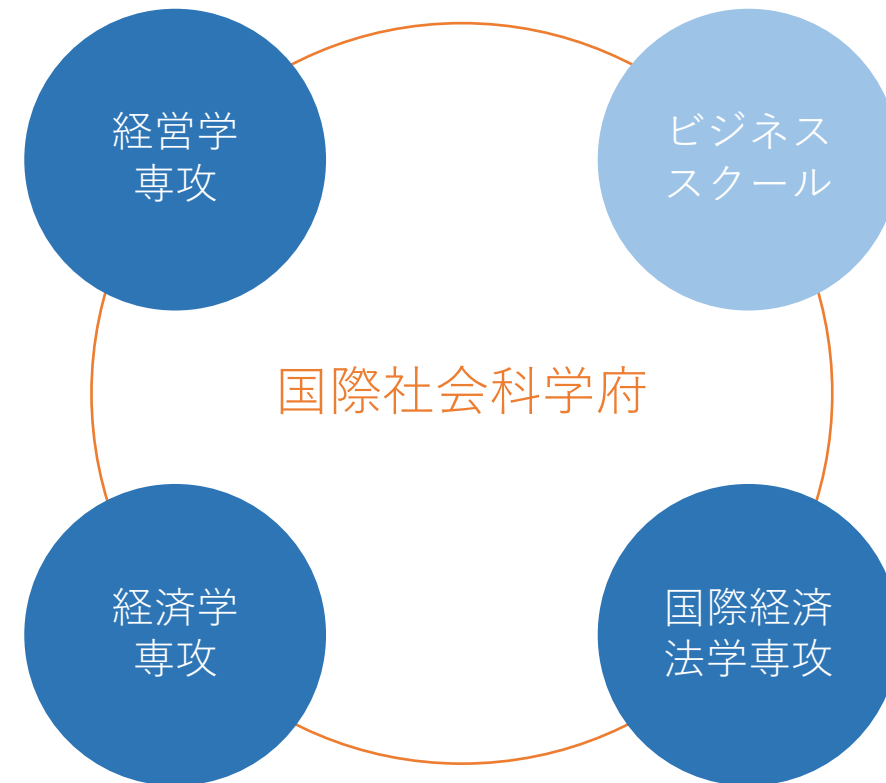 経営学
専攻
ビジネス
スクール
国際社会科学府
経済学
専攻
国際経済
法学専攻